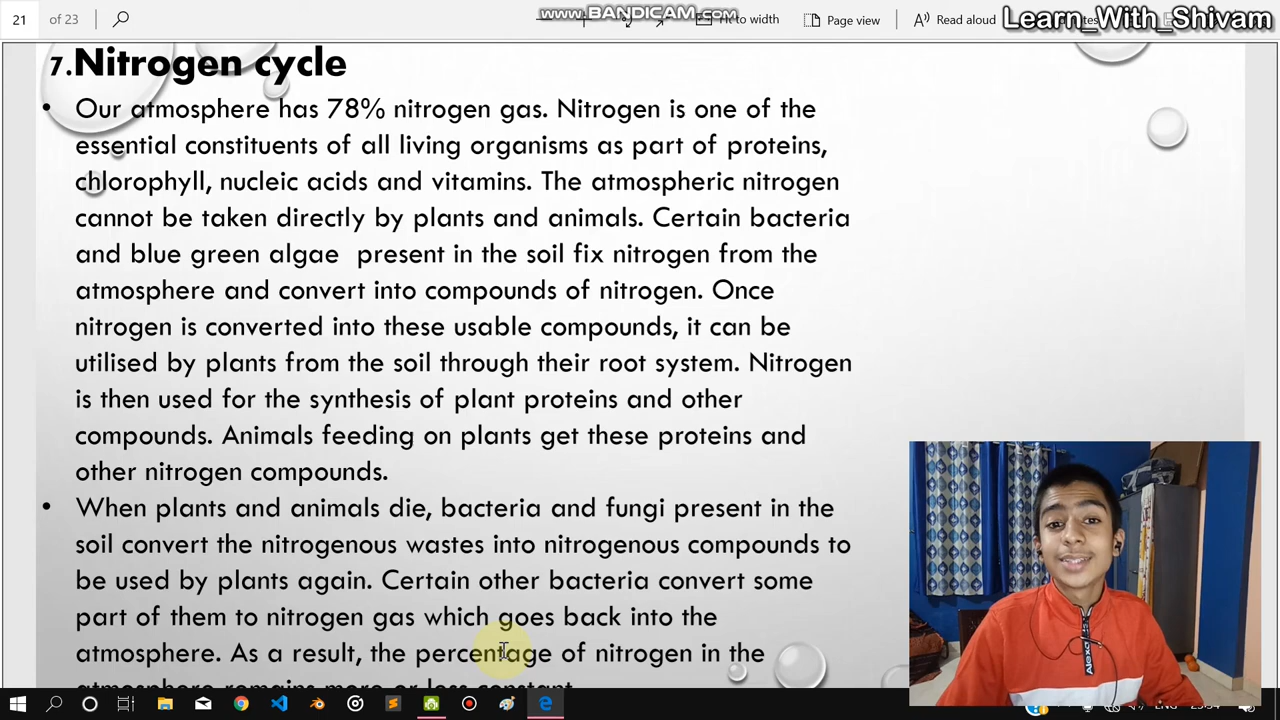 21 of 23
www.BANDICAM.com
Fit to width
Page view
Read aloud
Learn_With_Shivam
7.Nitrogen cycle
• Our atmosphere has 78% nitrogen gas. Nitrogen is one of the
essential constituents of all living organisms as part of proteins,
chlorophyll, nucleic acids and vitamins. The atmospheric nitrogen
cannot be taken directly by plants and animals. Certain bacteria
and blue green algae present in the soil fix nitrogen from the
atmosphere and convert into compounds of nitrogen. Once
nitrogen is converted into these usable compounds, it can be
utilised by plants from the soil through their root system. Nitrogen
is then used for the synthesis of plant proteins and other
compounds. Animals feeding on plants get these proteins and
other nitrogen compounds.
• When plants and animals die, bacteria and fungi present in the
soil convert the nitrogenous wastes into nitrogenous compounds to
be used by plants again. Certain other bacteria convert some
part of them to nitrogen gas which goes back into the
atmosphere. As a result, the percentage of nitrogen in the
atmosphere remains more or less constant.